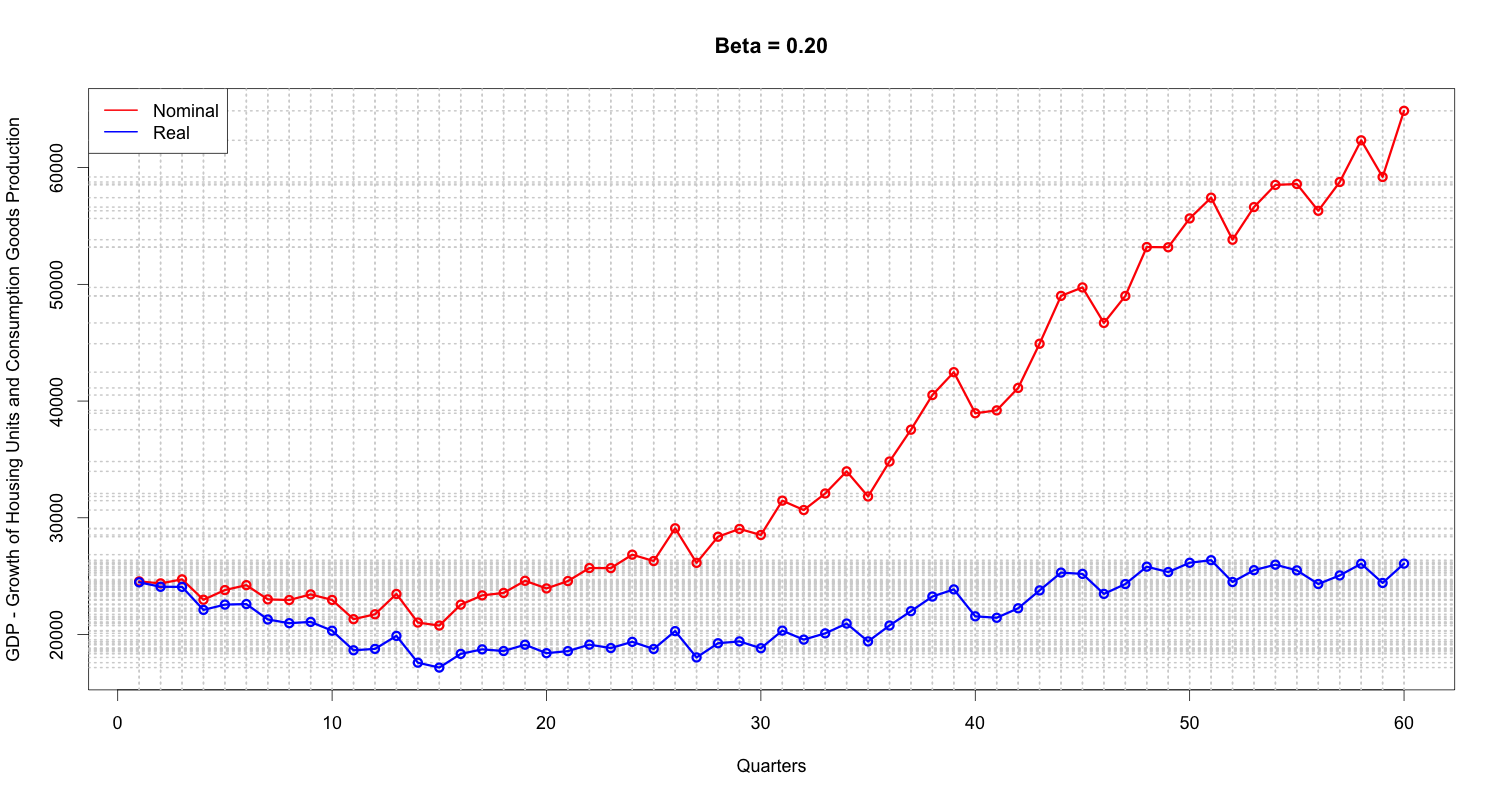 Beta = 0.20
Nominal
Real
GDP - Growth of Housing Units and Consumption Goods Production
60000
50000
40000
30000
20000
0 10 20 30 40 50 60
Quarters